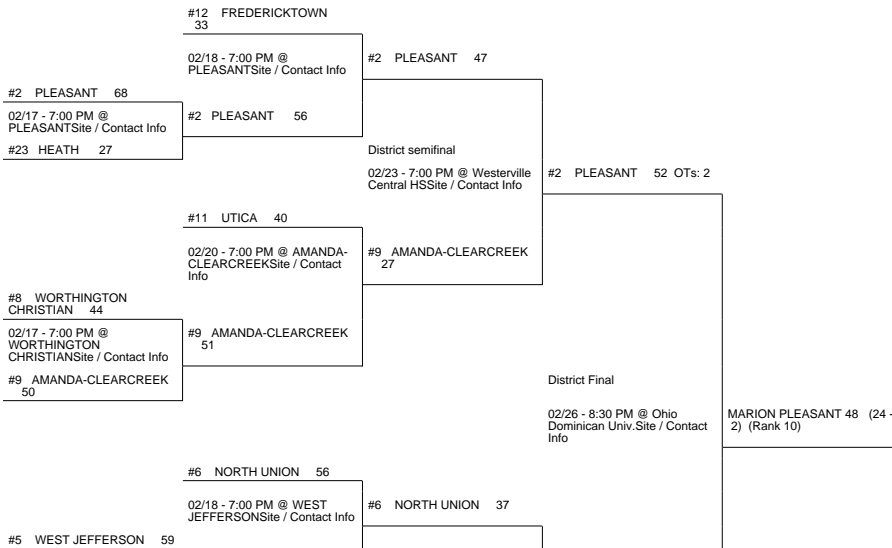 #12 FREDERICKTOWN
33
02/18 - 7:00 PM @
PLEASANTSite / Contact Info
#2 PLEASANT 47
#2 PLEASANT 68
02/17 - 7:00 PM @
PLEASANTSite / Contact Info
#2 PLEASANT 56
#23 HEATH 27
District semifinal
02/23 - 7:00 PM @ Westerville
Central HSSite / Contact Info
#2 PLEASANT 52 OTs: 2
#11 UTICA 40
02/20 - 7:00 PM @ AMANDA-
CLEARCREEKSite / Contact
Info
#9 AMANDA-CLEARCREEK
27
#8 WORTHINGTON
CHRISTIAN 44
02/17 - 7:00 PM @
WORTHINGTON
CHRISTIANSite / Contact Info
#9 AMANDA-CLEARCREEK
51
#9 AMANDA-CLEARCREEK
50
District Final
02/26 - 8:30 PM @ Ohio
Dominican Univ.Site / Contact
Info
MARION PLEASANT 48 (24 -
2) (Rank 10)
#6 NORTH UNION 56
02/18 - 7:00 PM @ WEST
JEFFERSONSite / Contact Info
#6 NORTH UNION 37
#5 WEST JEFFERSON 59